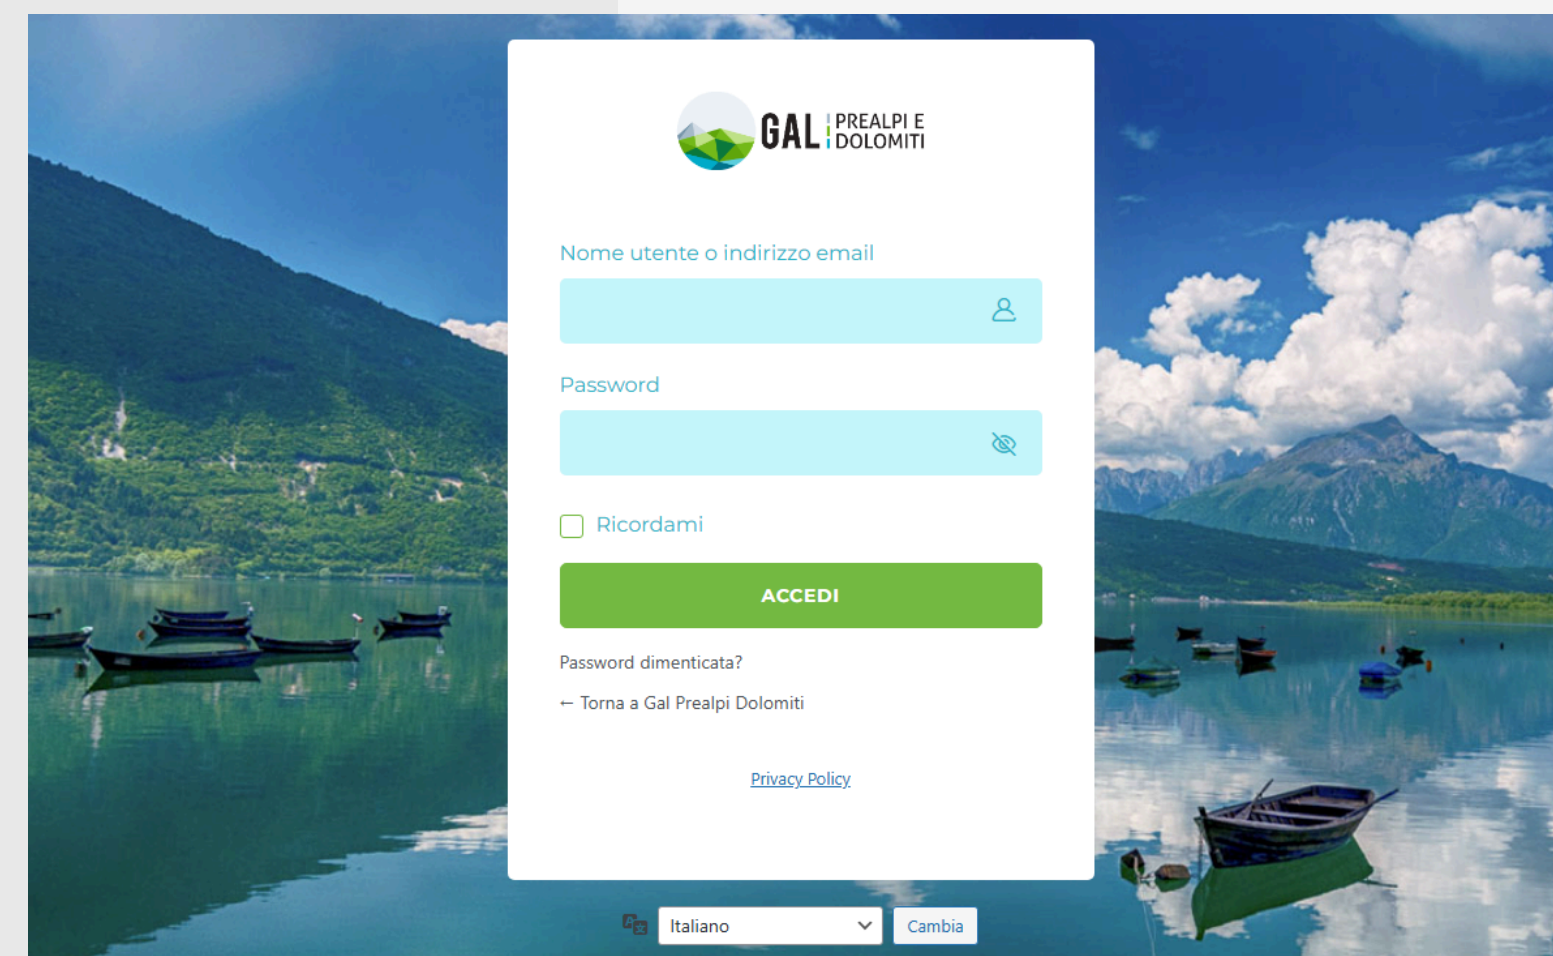 GAL PREALPI E
DOLOMITI
Nome utente o indirizzo email
Password
Ricordami
ACCEDI
Password dimenticata?
← Torna a Gal Prealpi Dolomiti
Privacy Policy
Italiano
Cambia